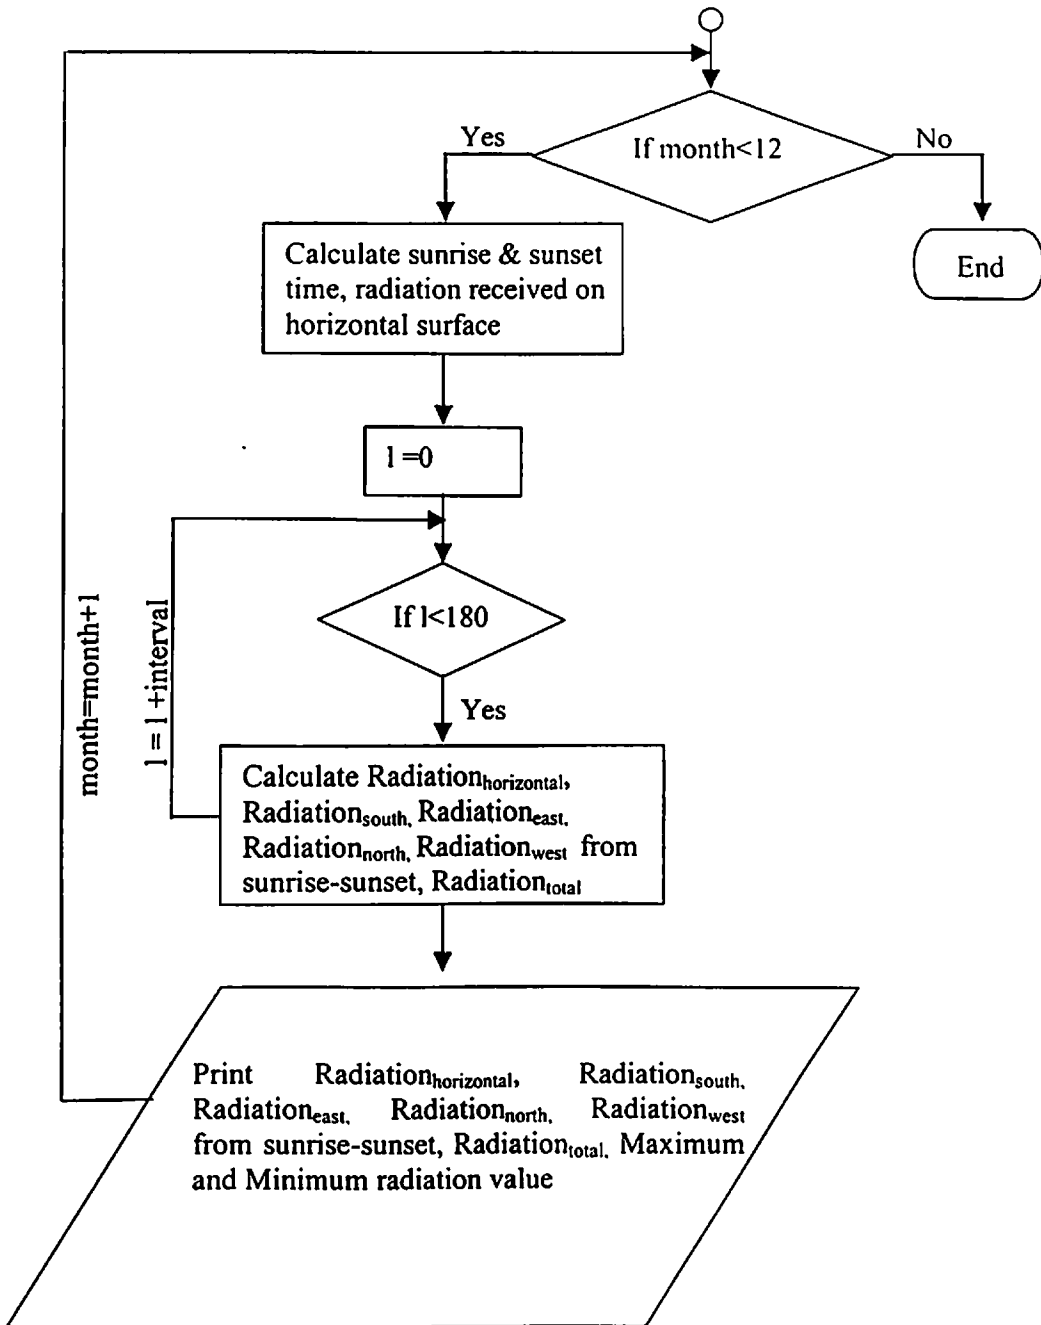 If month<12
Yes
No
End
Calculate sunrise & sunset
time, radiation received on
horizontal surface
l =0
If l<180
Yes
l = l +interval
month=month+1
Calculate Radiationhorizontal,
Radiationsouth, Radiationeast,
Radiationnorth, Radiationwest from
sunrise-sunset, Radiationtotal
Print Radiationhorizontal, Radiationsouth,
Radiationeast, Radiationnorth, Radiationwest
from sunrise-sunset, Radiationtotal, Maximum
and Minimum radiation value